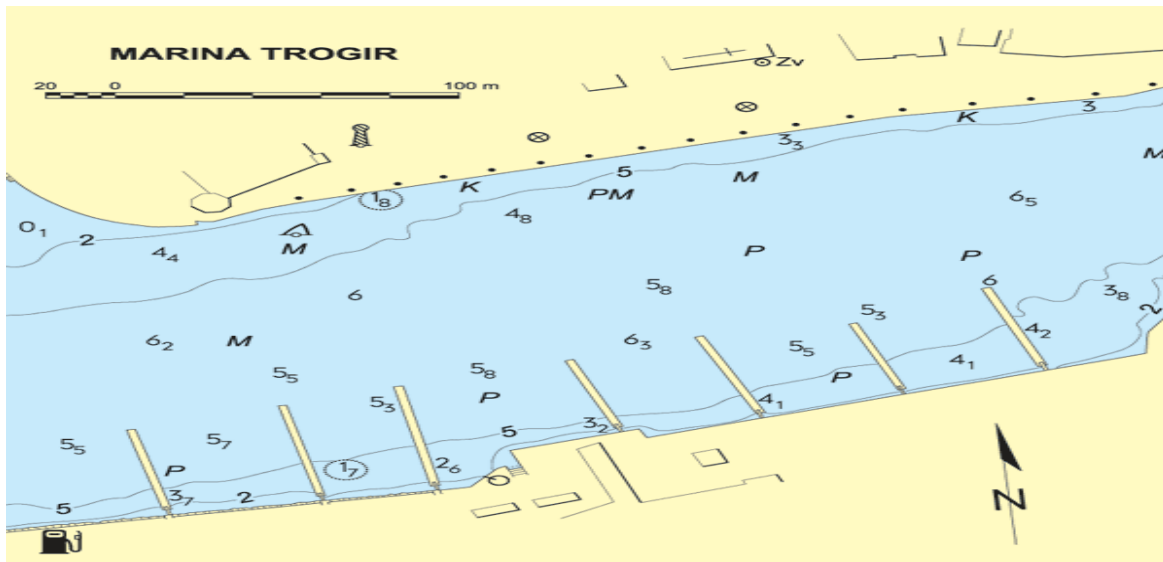 MARINA TROGIR
20 0 100 m
Zv
K 3
3₃
M
K 5
1₈ PM M
4₈ 6₅
0₁ 2
4₄ M P P
5₈ 6 3₈
6 2
5₃ 4₂
6₂ M 6₃ 5₅
5₅ 5₈ 4₁
P
5₃ P 4₁
5₅ 5₇ 5 3₂
P 1₇ 2₆
3₇ 2
5
N